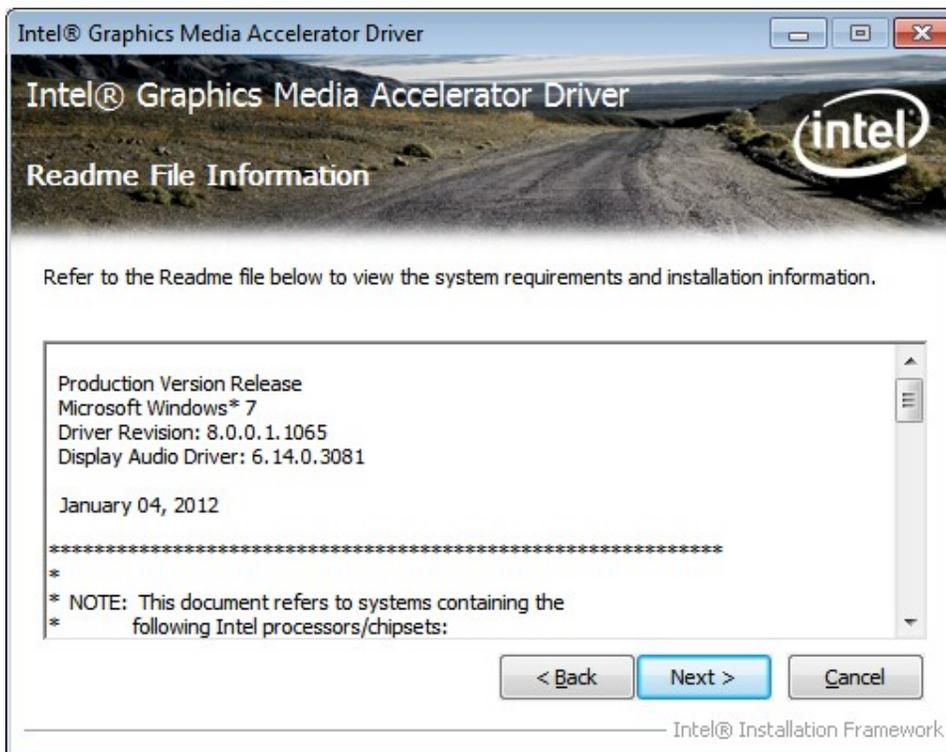 Intel® Graphics Media Accelerator Driver
Intel® Graphics Media Accelerator Driver
intel
Readme File Information
Refer to the Readme file below to view the system requirements and installation information.
Production Version Release
Microsoft Windows* 7
Driver Revision: 8.0.0.1.1065
Display Audio Driver: 6.14.0.3081
January 04, 2012
****************************************************************
*
* NOTE: This document refers to systems containing the
* following Intel processors/chipsets:
< Back
Next >
Cancel
Intel® Installation Framework